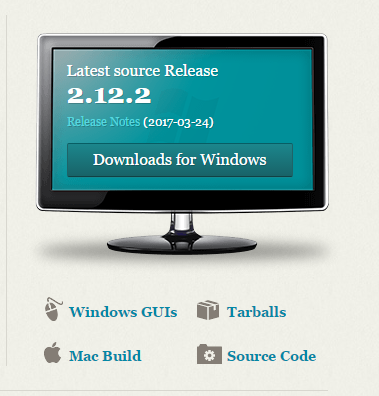 Latest source Release
2.12.2
Release Notes (2017-03-24)
Downloads for Windows
Windows GUIs
Tarballs
Mac Build
Source Code